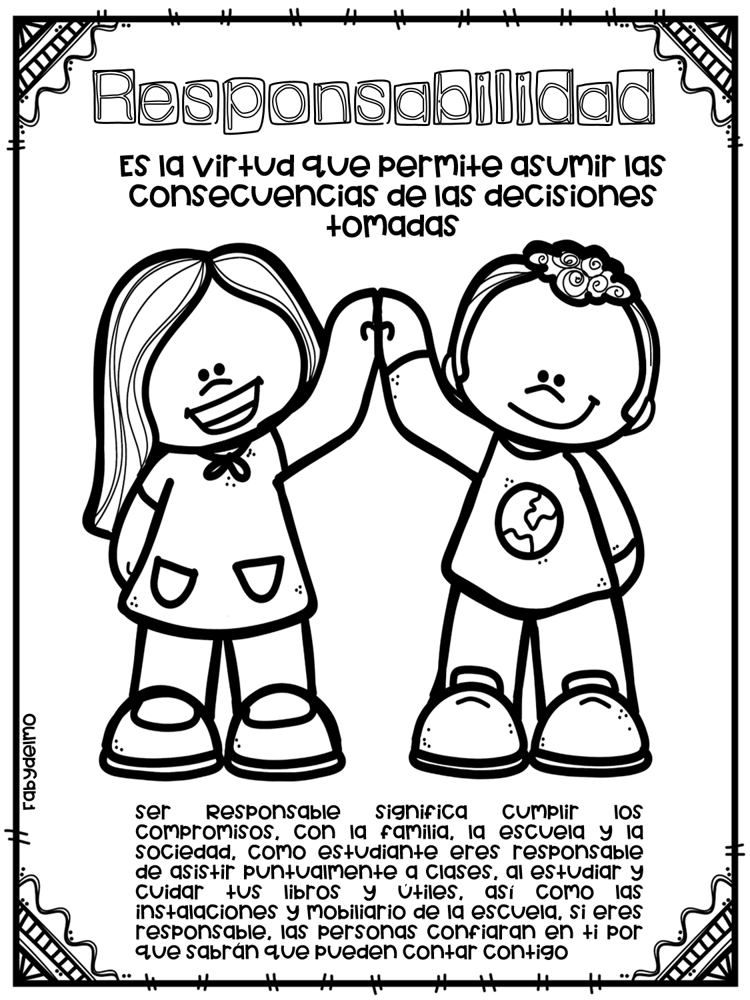 Responsabilidad
Es la virtud que permite asumir las
consecuencias de las decisiones
tomadas
Fabydelmo
Ser Responsable significa cumplir los
compromisos, con la familia, la escuela y la
sociedad, como estudiante eres responsable
de asistir puntualmente a clases, al estudiar y
cuidar tus libros y útiles, así como las
instalaciones y mobiliario de la escuela, si eres
responsable, las personas confiaran en ti por
que sabrán que pueden contar contigo